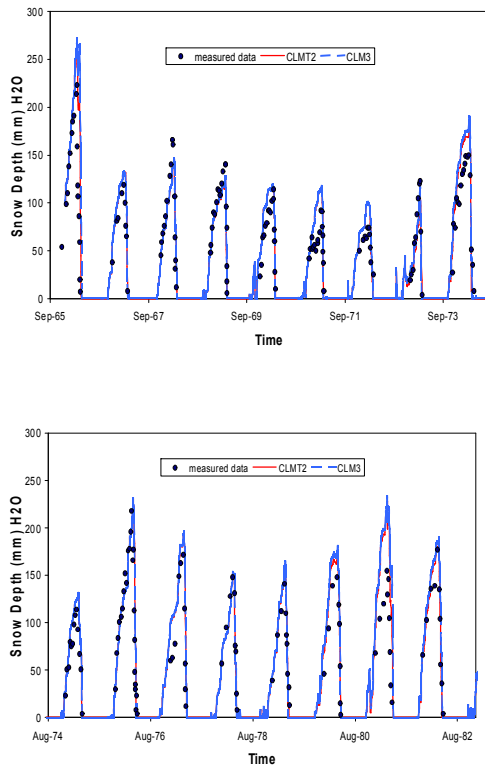 300
250
200
150
100
50
0
Snow Depth (mm) H2O
measured data CLMT2 CLM3
Sep-65 Sep-67 Sep-69 Sep-71 Sep-73
Time
300
250
200
150
100
50
0
Snow Depth (mm) H2O
measured data CLMT2 CLM3
Aug-74 Aug-76 Aug-78 Aug-80 Aug-82
Time